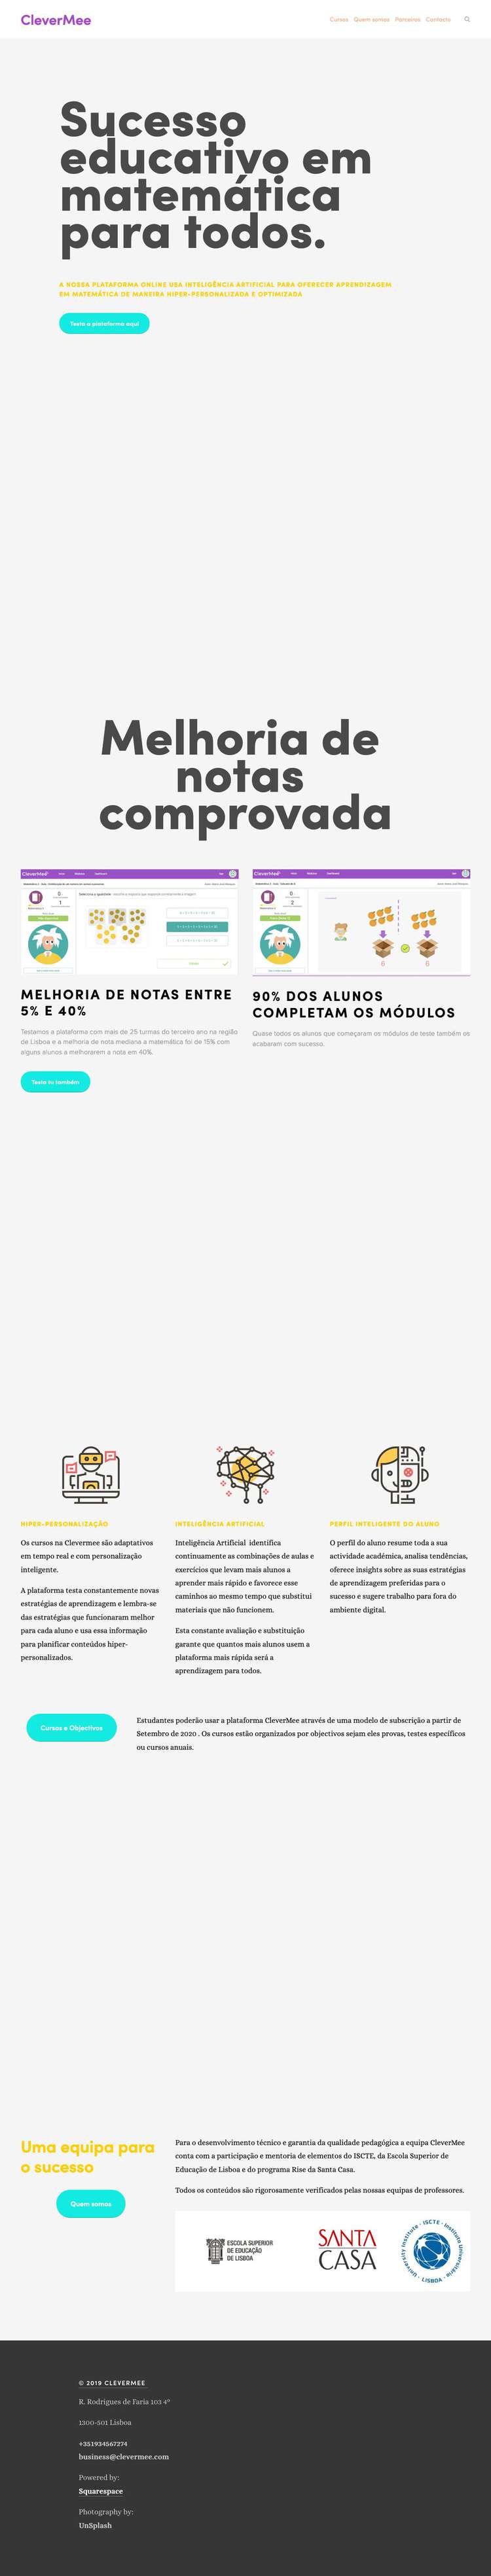 CleverMee
Cursos Quem somos Parceiros Contacto
Sucesso
educativo em
matemática
para todos.
A NOSSA PLATAFORMA ONLINE USA INTELIGÊNCIA ARTIFICIAL PARA OFERECER APRENDIZAGEM
EM MATEMÁTICA DE MANEIRA HIPER-PERSONALIZADA E OPTIMIZADA
Testa a plataforma aqui
Melhoria de
notas
comprovada
CleverMee
CleverMee
MELHORIA DE NOTAS ENTRE
5% E 40%
Testamos a plataforma com mais de 25 turmas do terceiro ano na região
de Lisboa e a melhoria de nota mediana a matemática foi de 15% com
alguns alunos a melhorarem a nota em 40%.
Testa tu também
90% DOS ALUNOS
COMPLETAM OS MÓDULOS
Quase todos os alunos que começaram os módulos de teste também os
acabaram com sucesso.
HIPER-PERSONALIZAÇÃO
Os cursos na Clevermee são adaptativos
em tempo real e com personalização
inteligente.
A plataforma testa constantemente novas
estratégias de aprendizagem e lembra-se
das estratégias que funcionaram melhor
para cada aluno e usa essa informação
para planificar conteúdos hiper-
personalizados.
INTELIGÊNCIA ARTIFICIAL
Inteligência Artificial identifica
continuamente as combinações de aulas e
exercícios que levam mais alunos a
aprender mais rápido e favorece esse
caminhos ao mesmo tempo que substitui
materiais que não funcionem.
Esta constante avaliação e substituição
garante que quantos mais alunos usem a
plataforma mais rápida será a
aprendizagem para todos.
PERFIL INTELIGENTE DO ALUNO
O perfil do aluno resume toda a sua
actividade académica, analisa tendências,
oferece insights sobre as suas estratégias
de aprendizagem preferidas para o
sucesso e sugere trabalho para fora do
ambiente digital.
Cursos e Objectivos
Estudantes poderão usar a plataforma CleverMee através de uma modelo de subscrição a partir de
Setembro de 2020 . Os cursos estão organizados por objectivos sejam eles provas, testes específicos
ou cursos anuais.
Uma equipa para
o sucesso
Quem somos
Para o desenvolvimento técnico e garantia da qualidade pedagógica a equipa CleverMee
conta com a participação e mentoria de elementos do ISCTE, da Escola Superior de
Educação de Lisboa e do programa Rise da Santa Casa.
Todos os conteúdos são rigorosamente verificados pelas nossas equipas de professores.
ESCOLA SUPERIOR
DE EDUCAÇÃO
DE LISBOA
SANTA
CASA
ISCTE · Instituto Universitário · LISBOA · University Institute ·
© 2019 CLEVERMEE
R. Rodrigues de Faria 103 4º
1300-501 Lisboa
+351934567274
business@clevermee.com
Powered by:
Squarespace
Photography by:
UnSplash